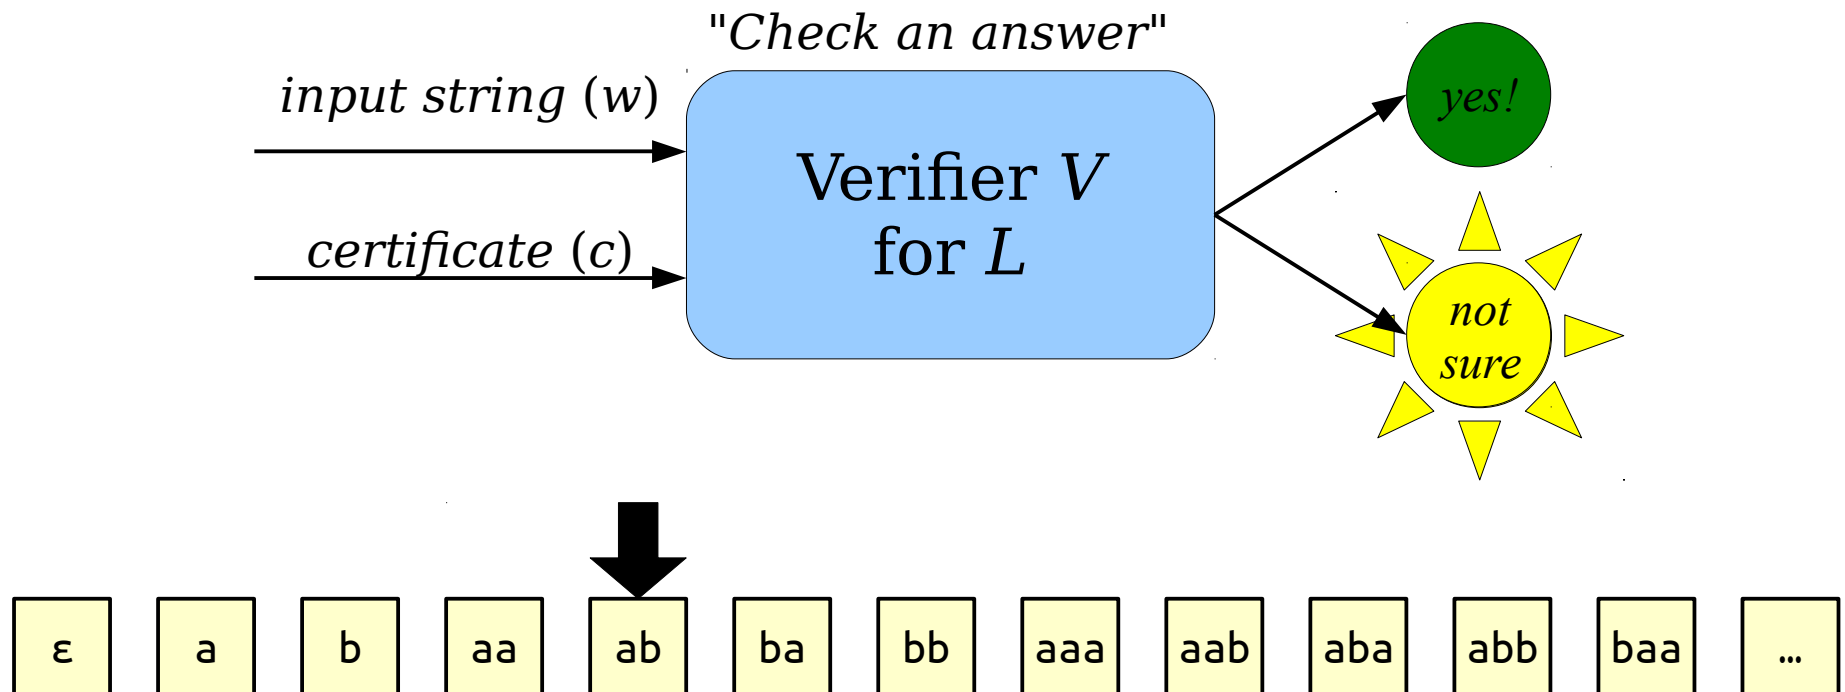 "Check an answer"
input string (w)
certificate (c)
Verifier V
for L
yes!
not
sure
ε a b aa ab ba bb aaa aab aba abb baa …